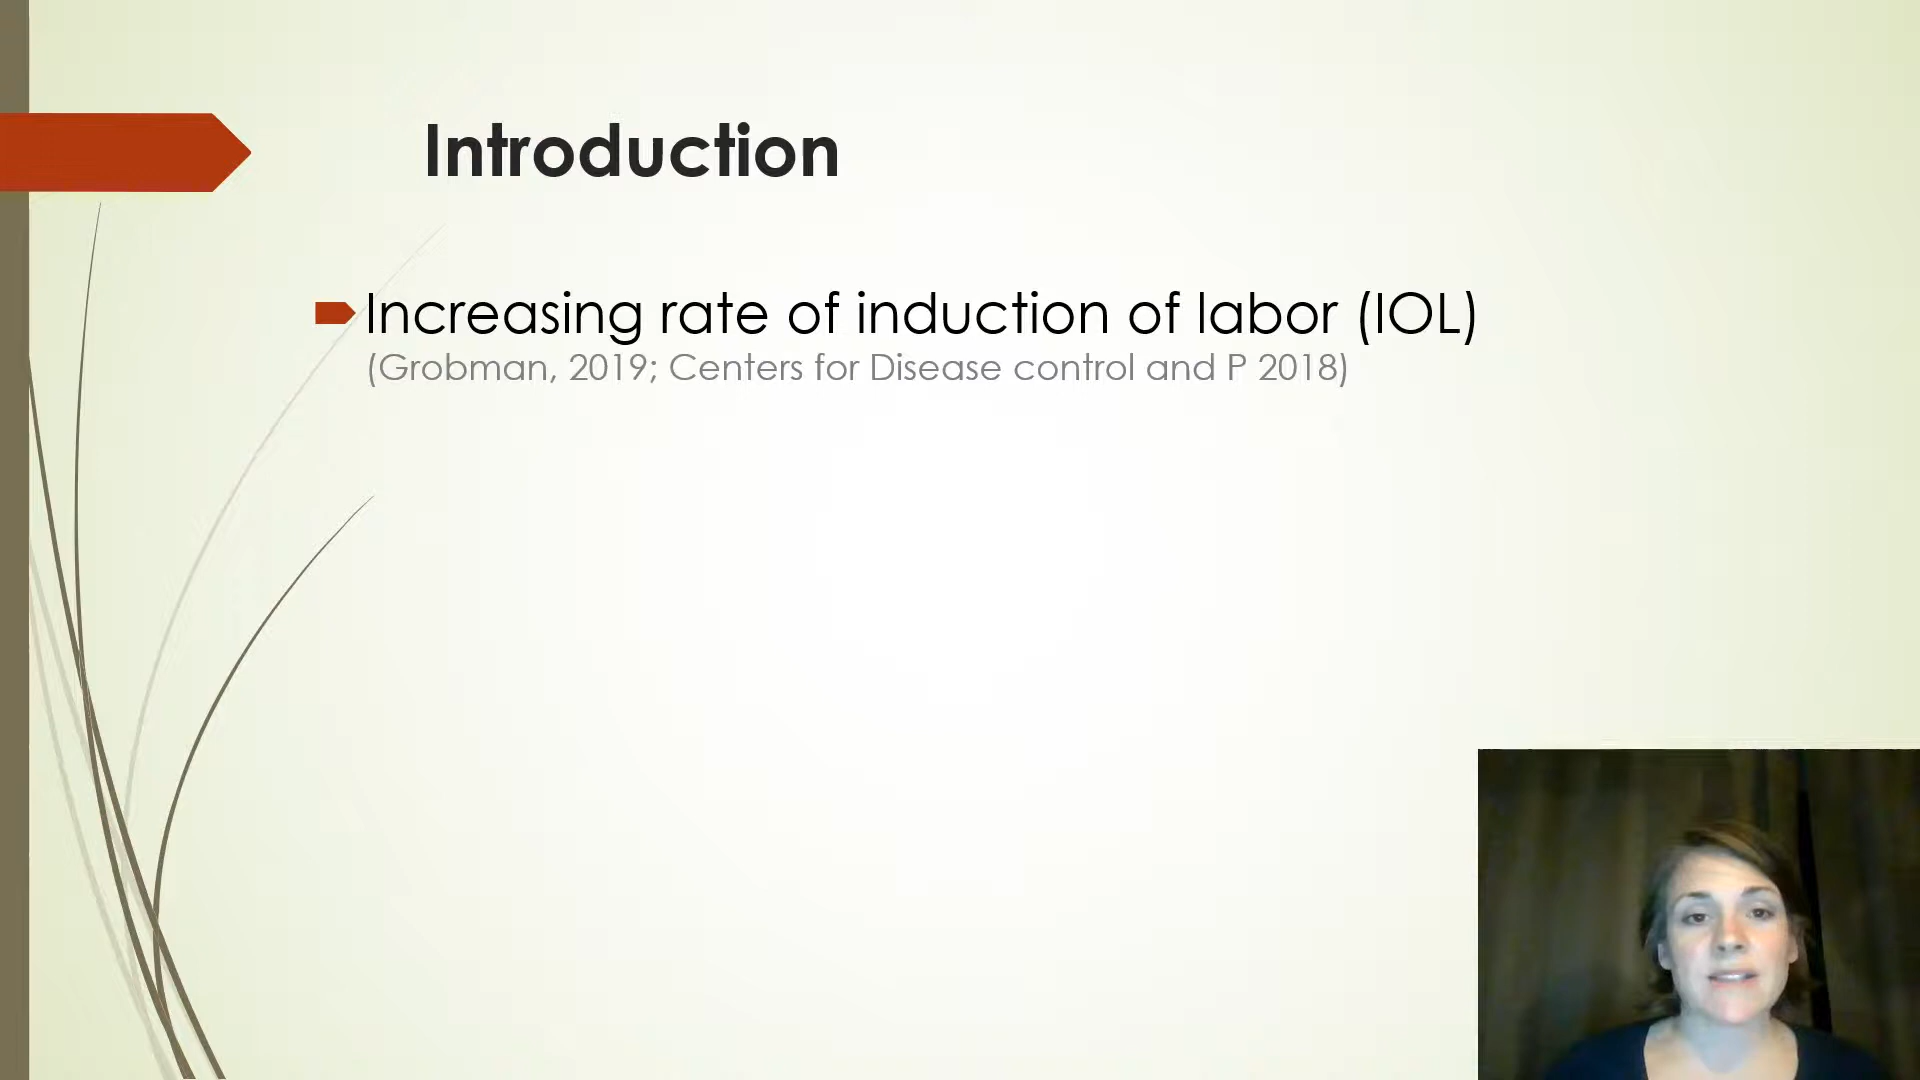 Introduction
Increasing rate of induction of labor (IOL)
(Grobman, 2019; Centers for Disease control and P 2018)